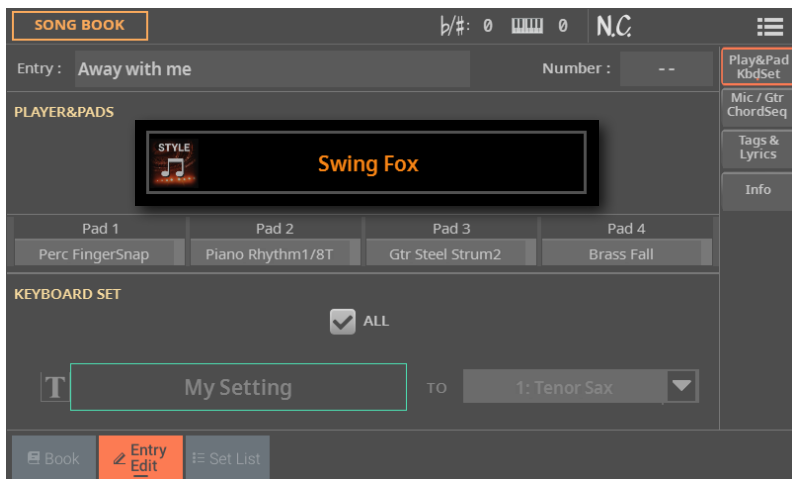 SONG BOOK
b/#: 0 0 N.C.
Entry : Away with me Number : --
Play&Pad
KbdSet
Mic / Gtr
ChordSeq
Tags &
Lyrics
Info
PLAYER&PADS
STYLE
Swing Fox
Pad 1 Pad 2 Pad 3 Pad 4
Perc FingerSnap Piano Rhythm1/8T Gtr Steel Strum2 Brass Fall
KEYBOARD SET
ALL
T My Setting TO 1: Tenor Sax
Book Entry Edit Set List